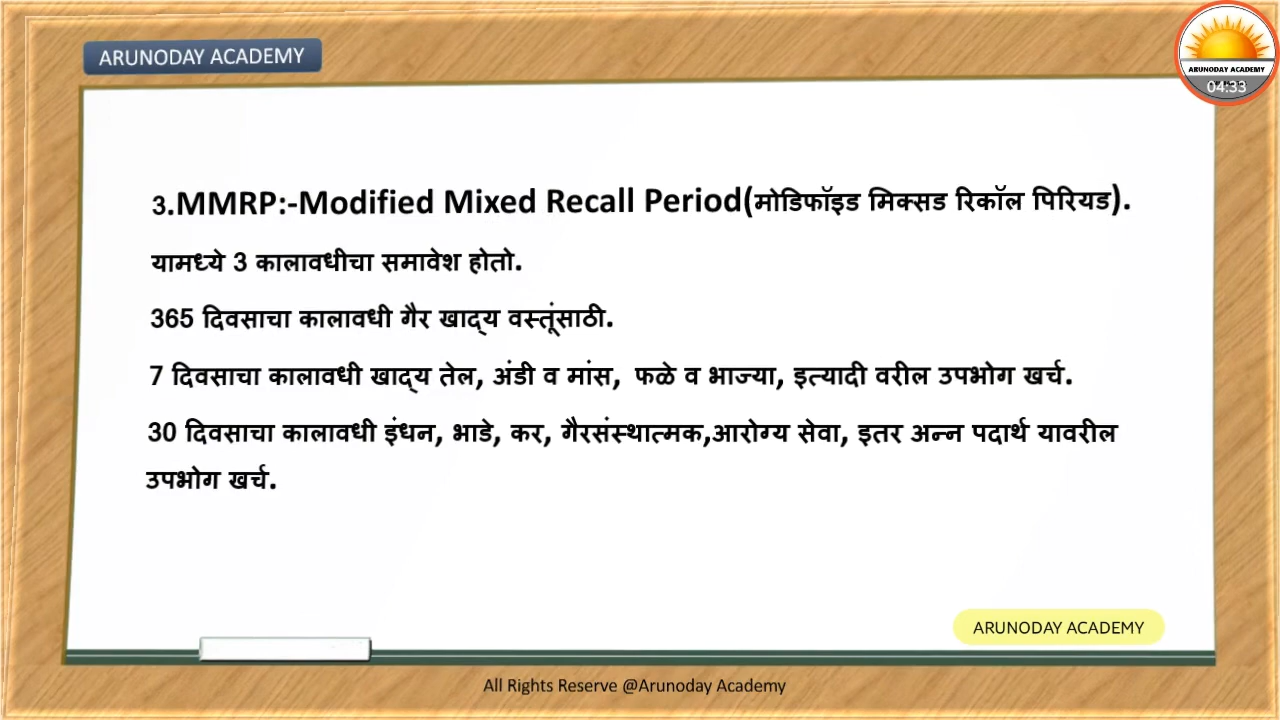 ARUNODAY ACADEMY
ARUNODAY ACADEMY
04:33
3.MMRP:-Modified Mixed Recall Period(मोडिफॉइड मिक्सड रिकॉल पिरियड).
यामध्ये 3 कालावधीचा समावेश होतो.
365 दिवसाचा कालावधी गैर खाद्य वस्तूंसाठी.
7 दिवसाचा कालावधी खाद्य तेल, अंडी व मांस, फळे व भाज्या, इत्यादी वरील उपभोग खर्च.
30 दिवसाचा कालावधी इंधन, भाडे, कर, गैरसंस्थात्मक,आरोग्य सेवा, इतर अन्न पदार्थ यावरील
उपभोग खर्च.
ARUNODAY ACADEMY
All Rights Reserve @Arunoday Academy